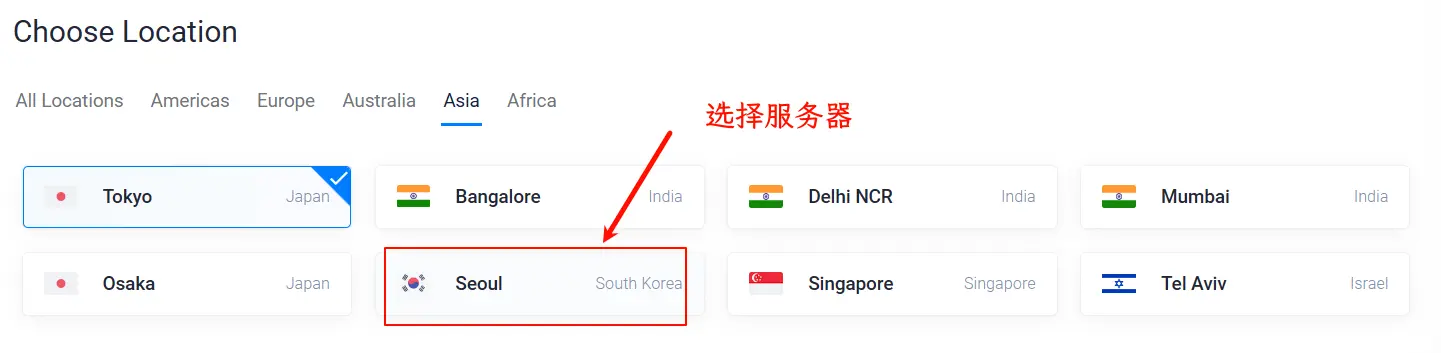 Choose Location
All Locations Americas Europe Australia Asia Africa
选择服务器
Tokyo Japan
Bangalore India
Delhi NCR India
Mumbai India
Osaka Japan
Seoul South Korea
Singapore Singapore
Tel Aviv Israel